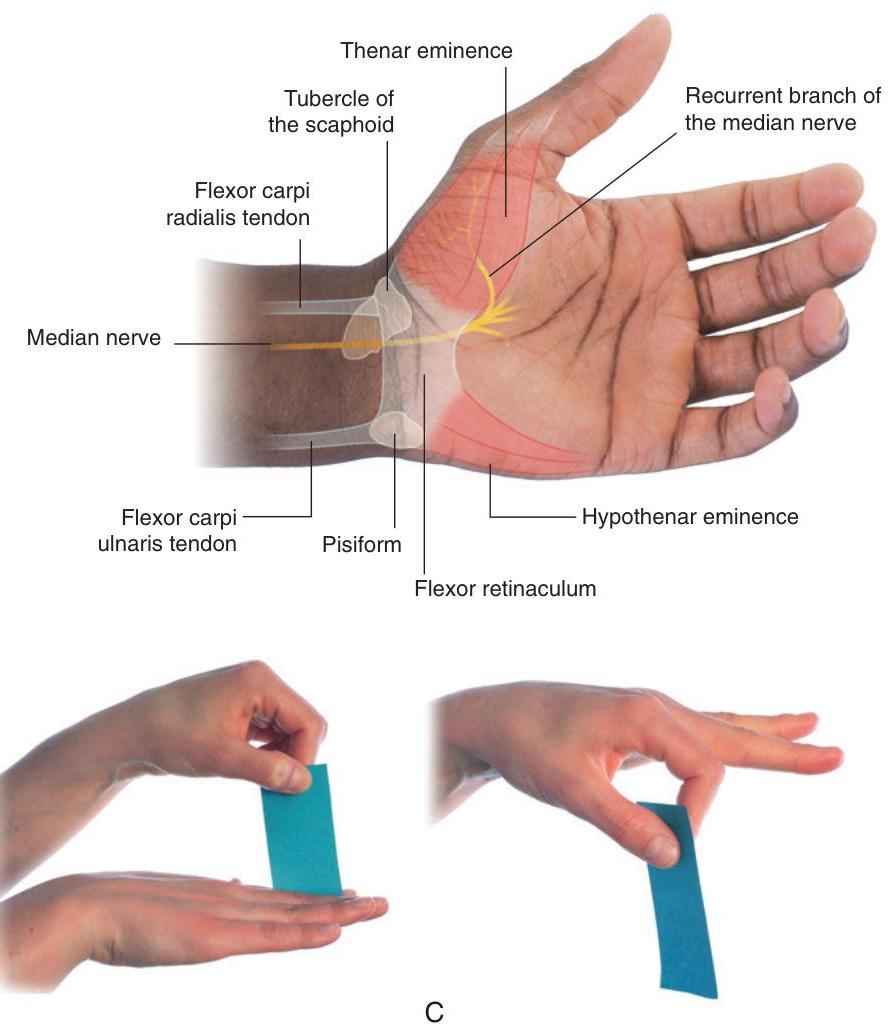 Thenar eminence
Tubercle of
the scaphoid
Recurrent branch of
the median nerve
Flexor carpi
radialis tendon
Median nerve
Flexor carpi
ulnaris tendon
Pisiform
Hypothenar eminence
Flexor retinaculum
C